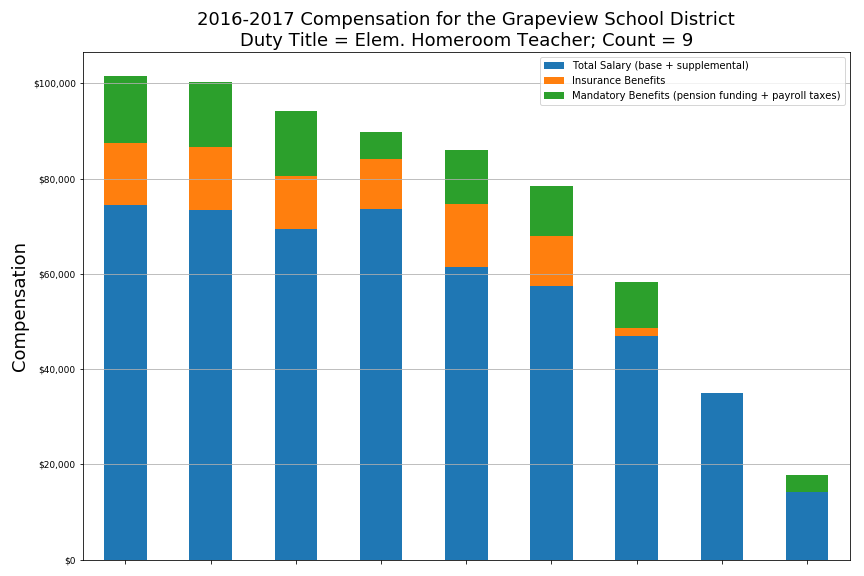 2016-2017 Compensation for the Grapeview School District
Duty Title = Elem. Homeroom Teacher; Count = 9
Total Salary (base + supplemental)
Insurance Benefits
Mandatory Benefits (pension funding + payroll taxes)
Compensation
$100,000
$80,000
$60,000
$40,000
$20,000
$0